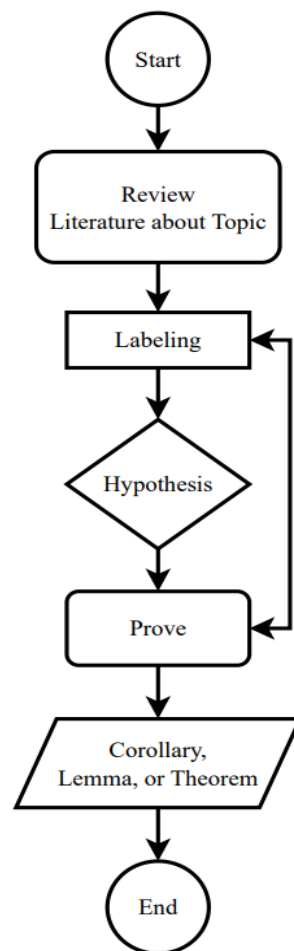 Start
Review
Literature about Topic
Labeling
Hypothesis
Prove
Corollary,
Lemma, or Theorem
End